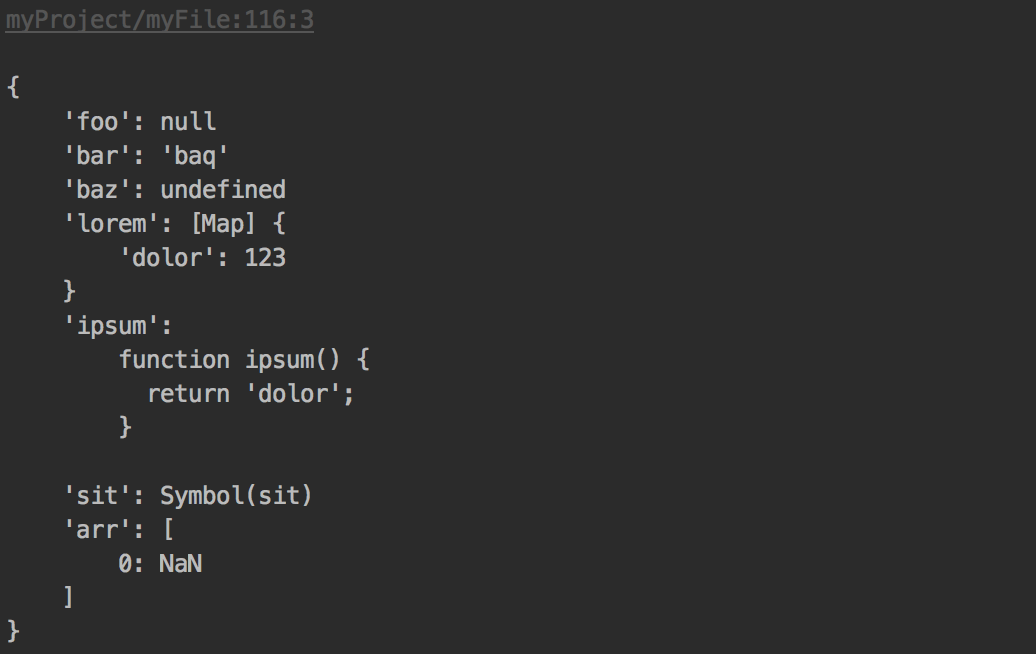 myProject/myFile:116:3
{
    'foo': null
    'bar': 'baq'
    'baz': undefined
    'lorem': [Map] {
        'dolor': 123
    }
    'ipsum':
        function ipsum() {
          return 'dolor';
        }
    'sit': Symbol(sit)
    'arr': [
        0: NaN
    ]
}